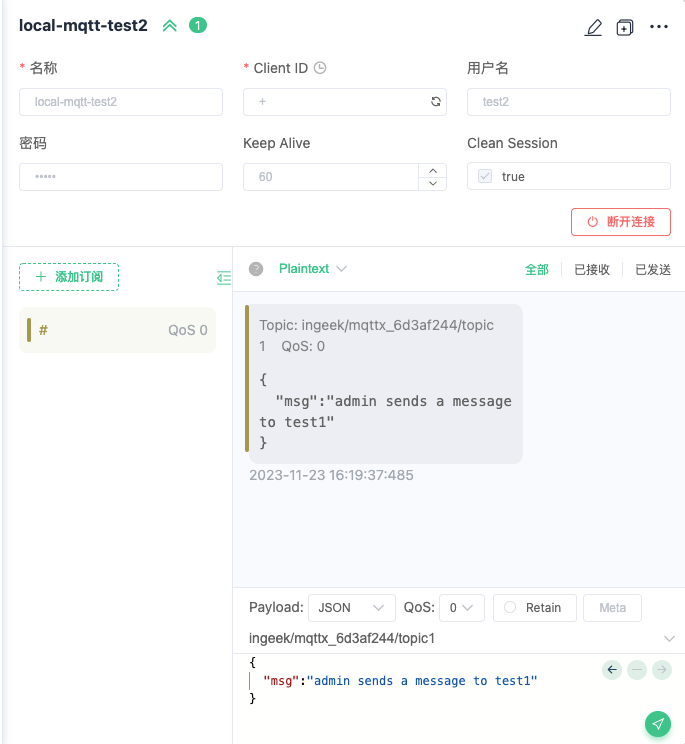 local-mqtt-test2 1
* 名称
* Client ID
用户名
local-mqtt-test2
+
test2
密码
Keep Alive
Clean Session
•••••
60
true
断开连接
+ 添加订阅
Plaintext
全部
已接收
已发送
# QoS 0
Topic: ingeek/mqttx_6d3af244/topic
1 QoS: 0
{
"msg":"admin sends a message
to test1"
}
2023-11-23 16:19:37:485
Payload: JSON QoS: 0 Retain Meta
ingeek/mqttx_6d3af244/topic1
{
"msg":"admin sends a message to test1"
}